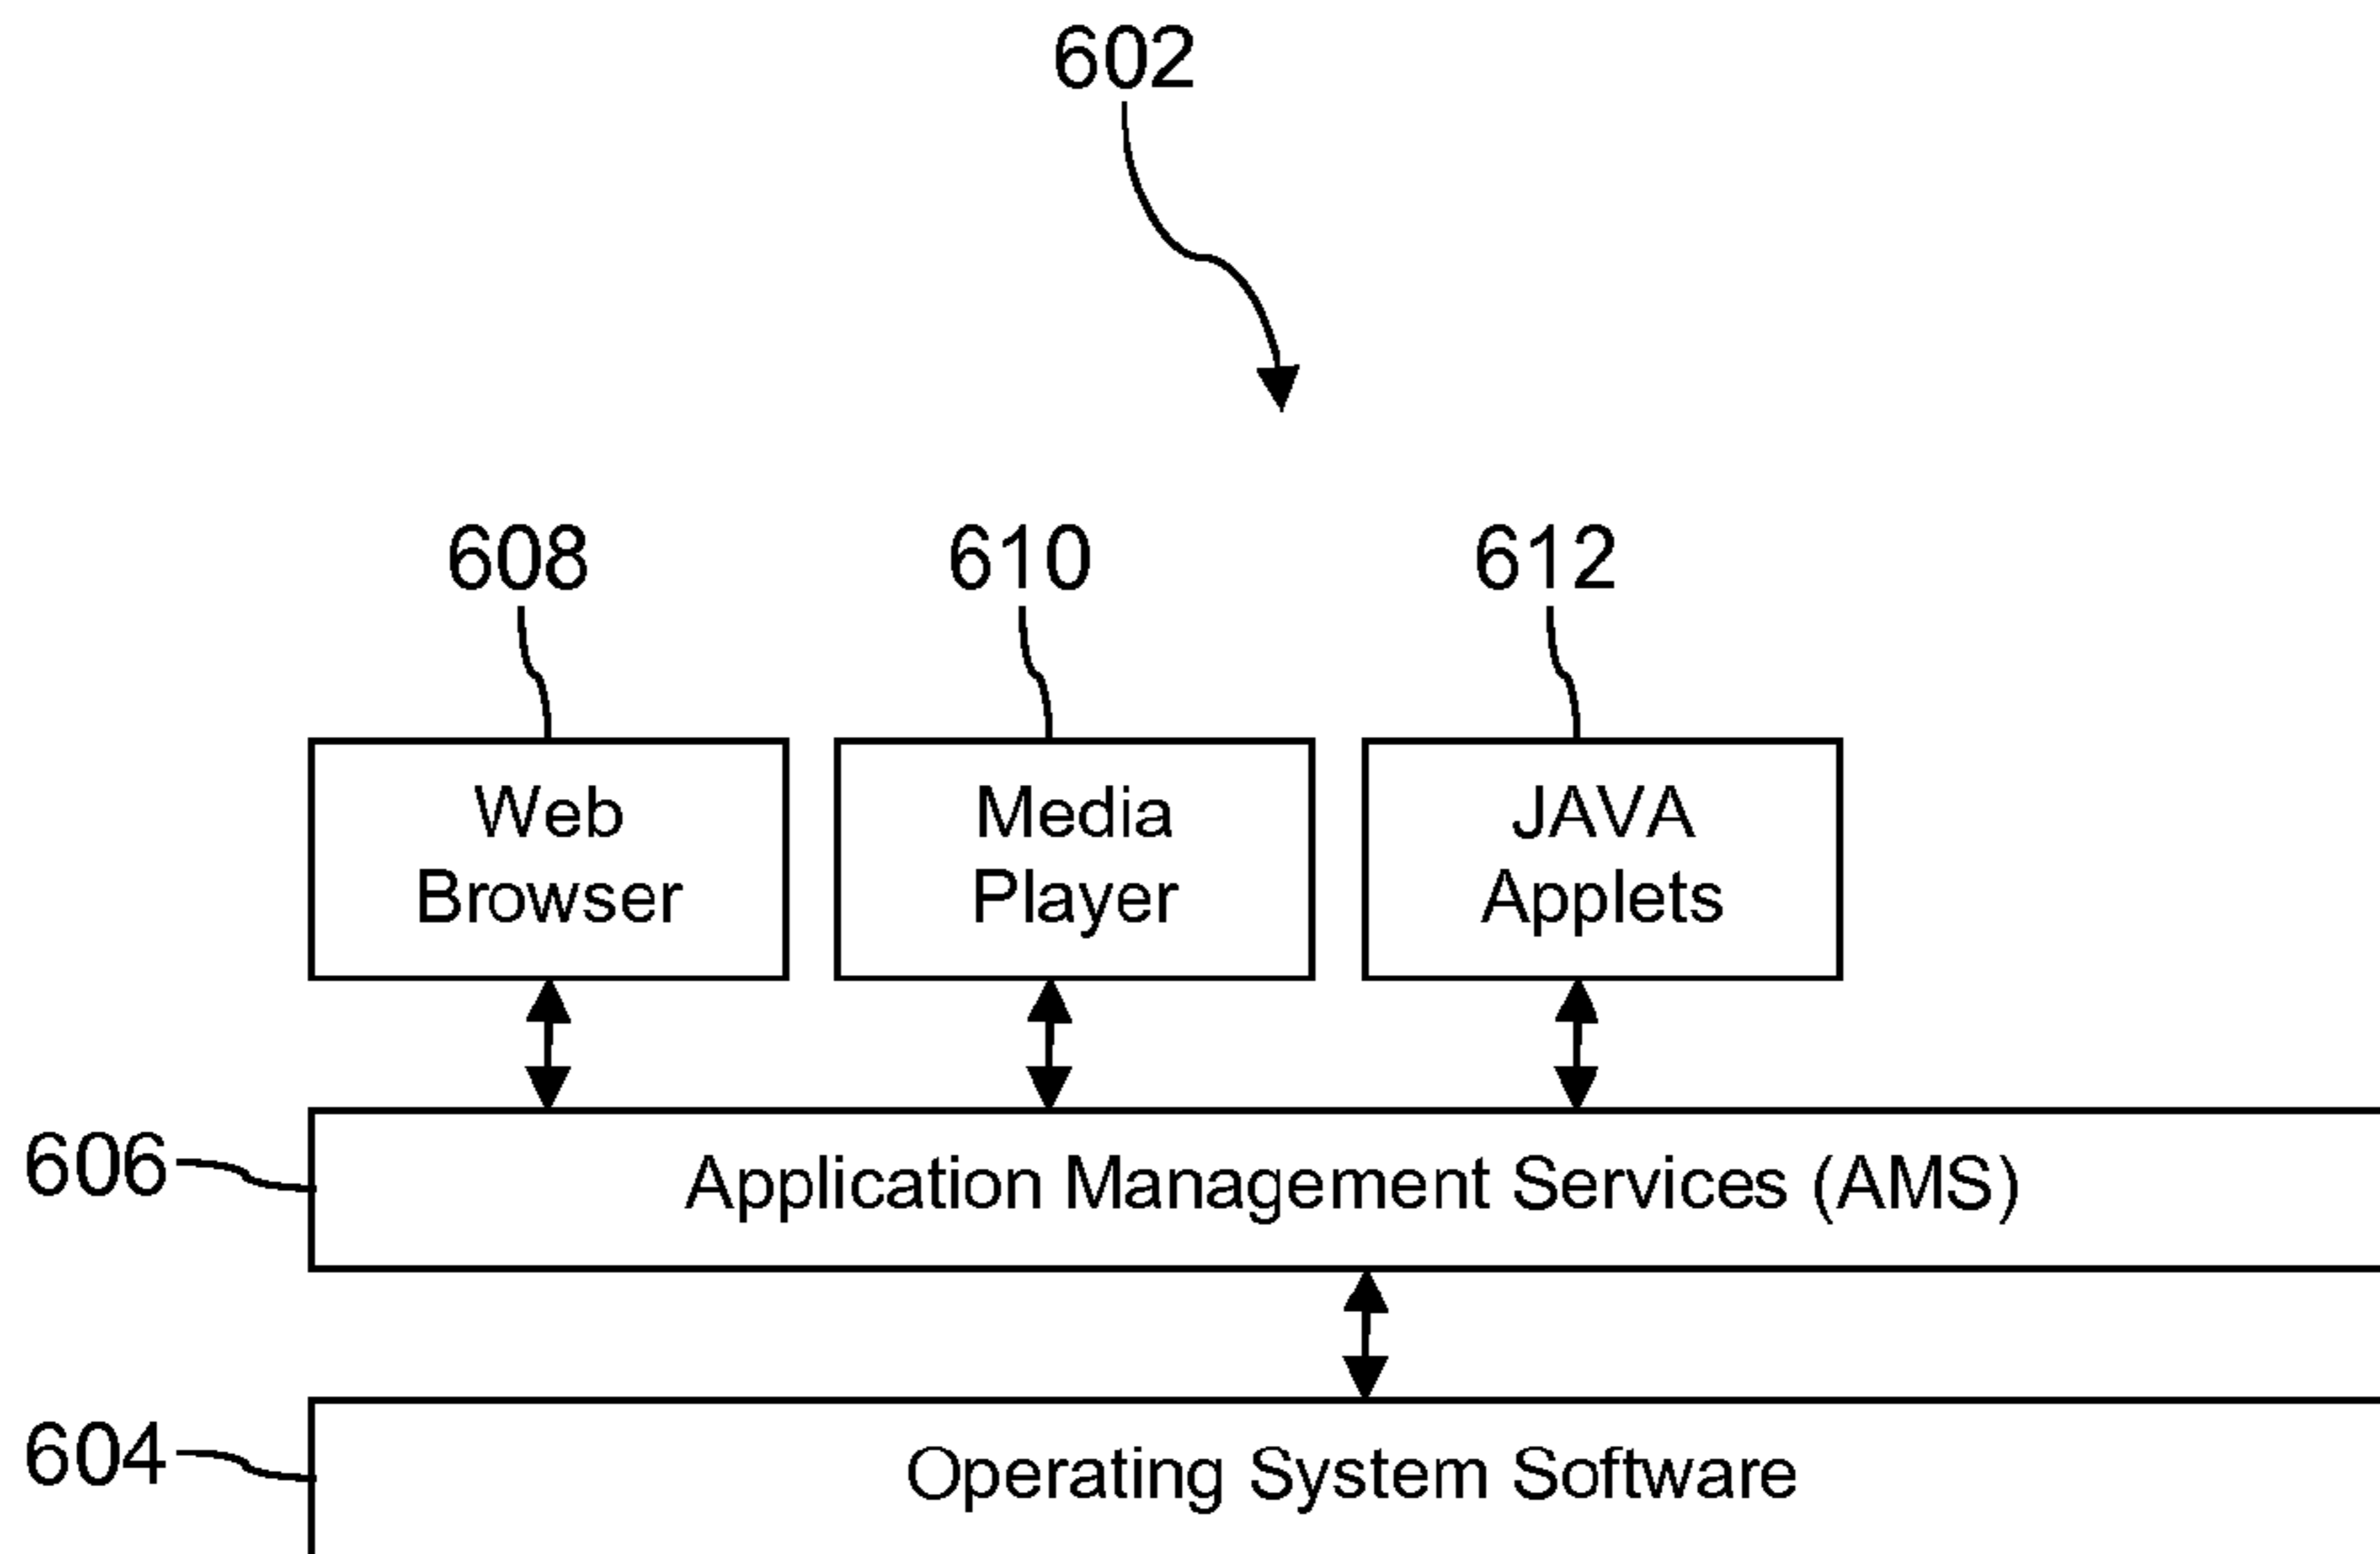 602
608
610
612
Web
Browser
Media
Player
JAVA
Applets
606
Application Management Services (AMS)
604
Operating System Software